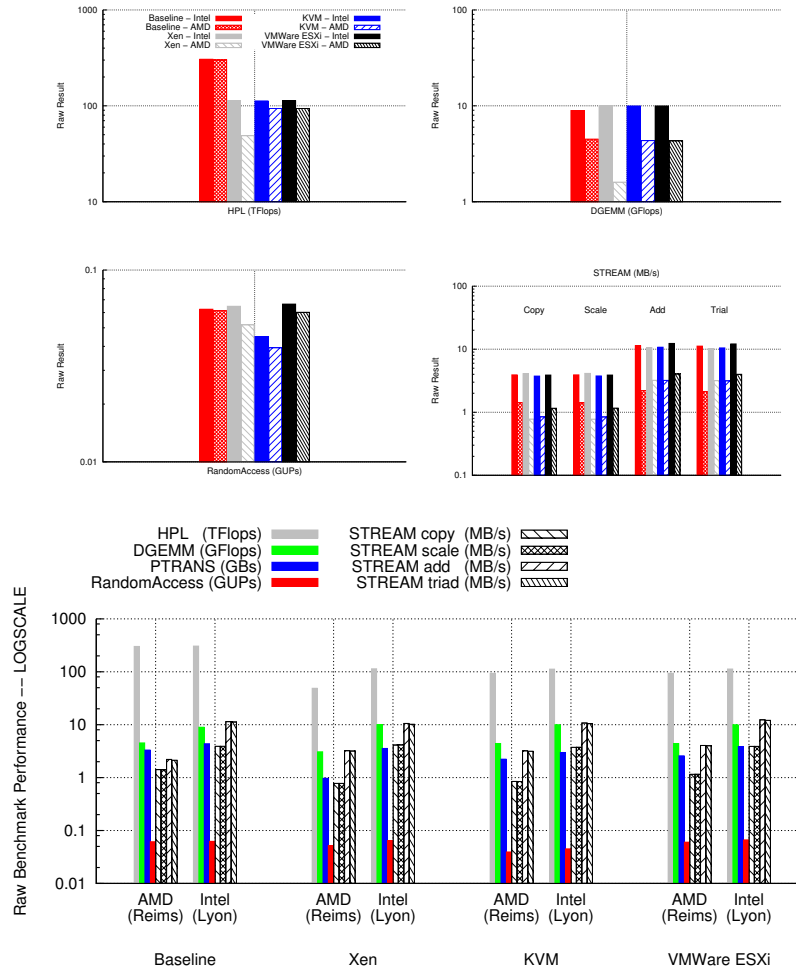 1000
100
10
Raw Result
Baseline − Intel
Baseline − AMD
Xen − Intel
Xen − AMD
KVM − Intel
KVM − AMD
VMWare ESXi − Intel
VMWare ESXi − AMD
HPL (TFlops)
100
10
1
Raw Result
DGEMM (GFlops)
0.1
0.01
Raw Result
RandomAccess (GUPs)
STREAM (MB/s)
100
10
1
0.1
Raw Result
Copy
Scale
Add
Trial
HPL (TFlops)
DGEMM (GFlops)
PTRANS (GBs)
RandomAccess (GUPs)
STREAM copy (MB/s)
STREAM scale (MB/s)
STREAM add (MB/s)
STREAM triad (MB/s)
Raw Benchmark Performance −− LOGSCALE
1000
100
10
1
0.1
0.01
AMD
(Reims)
Intel
(Lyon)
AMD
(Reims)
Intel
(Lyon)
AMD
(Reims)
Intel
(Lyon)
AMD
(Reims)
Intel
(Lyon)
Baseline
Xen
KVM
VMWare ESXi